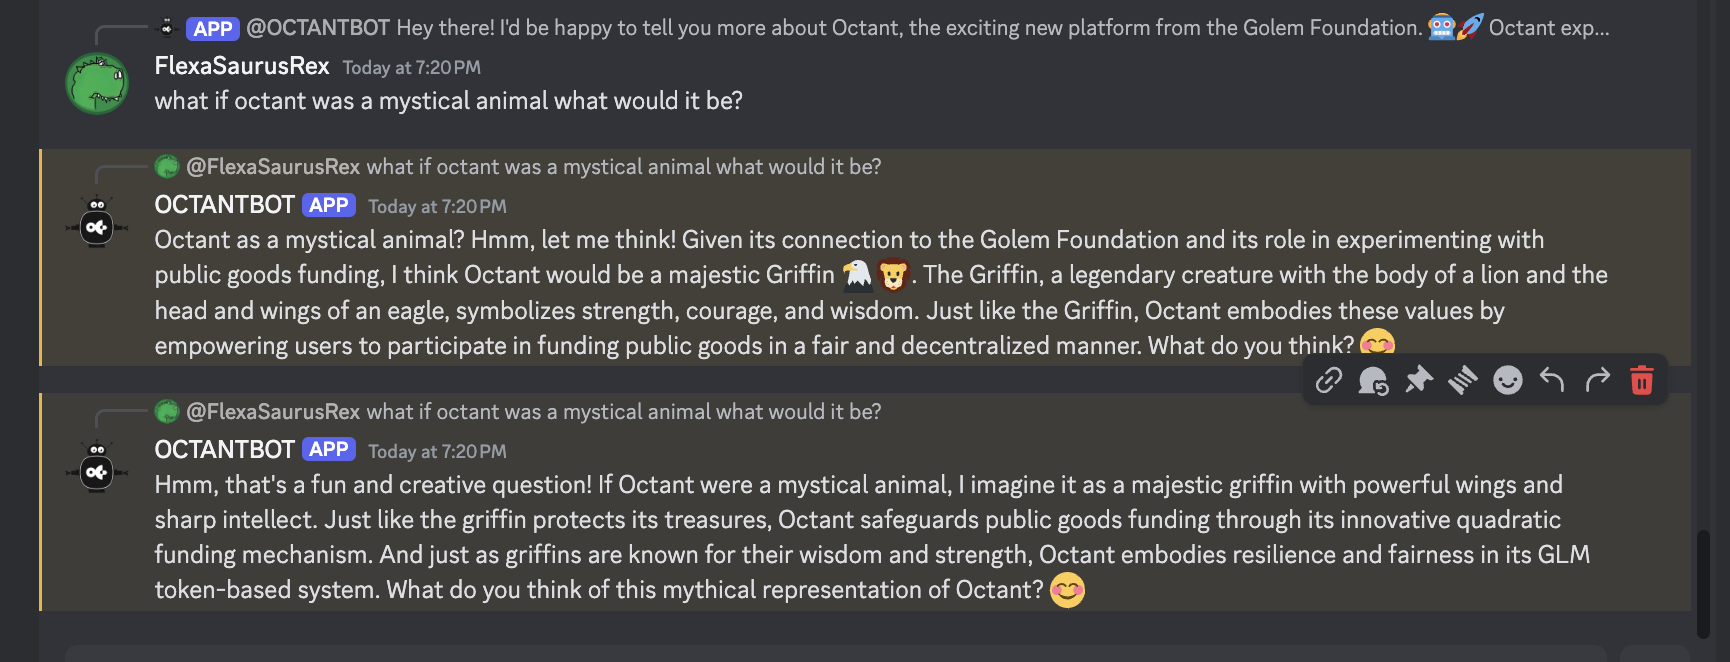 APP @OCTANTBOT Hey there! I'd be happy to tell you more about Octant, the exciting new platform from the Golem Foundation. 🤖🚀 Octant exp...
FlexaSaurusRex Today at 7:20 PM
what if octant was a mystical animal what would it be?
@FlexaSaurusRex what if octant was a mystical animal what would it be?
OCTANTBOT APP Today at 7:20 PM
Octant as a mystical animal? Hmm, let me think! Given its connection to the Golem Foundation and its role in experimenting with
public goods funding, I think Octant would be a majestic Griffin 🦅🦁. The Griffin, a legendary creature with the body of a lion and the
head and wings of an eagle, symbolizes strength, courage, and wisdom. Just like the Griffin, Octant embodies these values by
empowering users to participate in funding public goods in a fair and decentralized manner. What do you think? 😊
@FlexaSaurusRex what if octant was a mystical animal what would it be?
OCTANTBOT APP Today at 7:20 PM
Hmm, that's a fun and creative question! If Octant were a mystical animal, I imagine it as a majestic griffin with powerful wings and
sharp intellect. Just like the griffin protects its treasures, Octant safeguards public goods funding through its innovative quadratic
funding mechanism. And just as griffins are known for their wisdom and strength, Octant embodies resilience and fairness in its GLM
token-based system. What do you think of this mythical representation of Octant? 😊